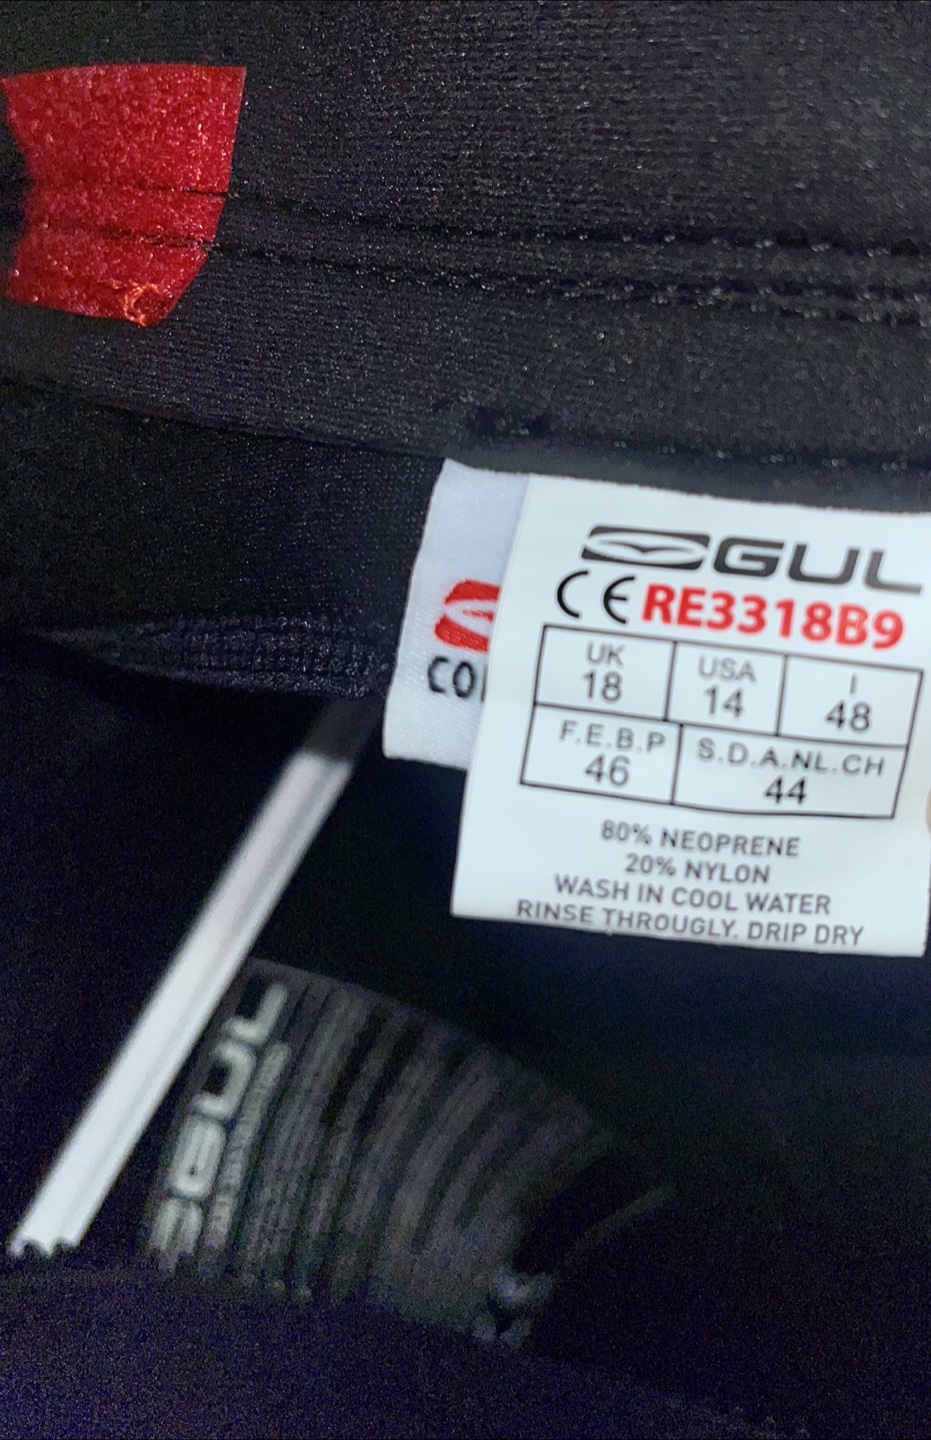 GUL
CE RE3318B9
UK USA I
18 14 48
F.E.B.P S.D.A.NL.CH
46 44
80% NEOPRENE
20% NYLON
WASH IN COOL WATER
RINSE THROUGLY. DRIP DRY
GUL